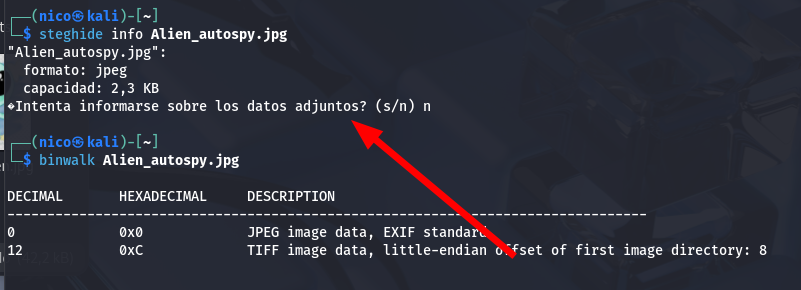 (nico㉿kali)-[~]
$ steghide info Alien_autospy.jpg
"Alien_autospy.jpg":
formato: jpeg
capacidad: 2,3 KB
�Intenta informarse sobre los datos adjuntos? (s/n) n
(nico㉿kali)-[~]
$ binwalk Alien_autospy.jpg
DECIMAL HEXADECIMAL DESCRIPTION
--------------------------------------------------------------------------------
0 0x0 JPEG image data, EXIF standard
12 0xC TIFF image data, little-endian offset of first image directory: 8